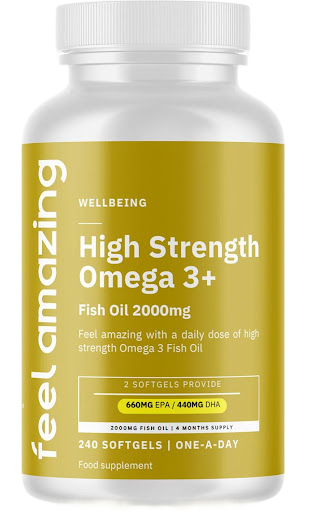 feel amazing
WELLBEING
High Strength
Omega 3+
Fish Oil 2000mg
Feel amazing with a daily dose of high
strength Omega 3 Fish Oil
2 SOFTGELS PROVIDE
660MG EPA / 440MG DHA
2000MG FISH OIL | 4 MONTHS SUPPLY
240 SOFTGELS | ONE-A-DAY
Food supplement